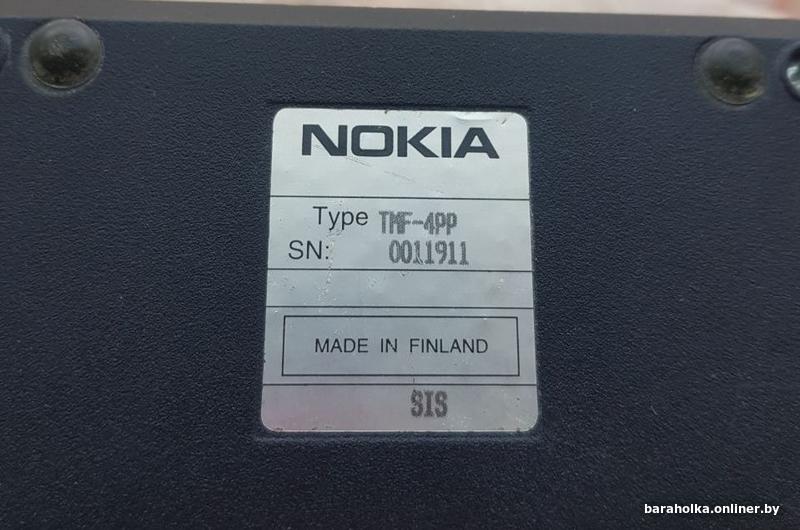 NOKIA
Type TMF-4PP
SN: 0011911
MADE IN FINLAND
SIS
baraholka.onliner.by